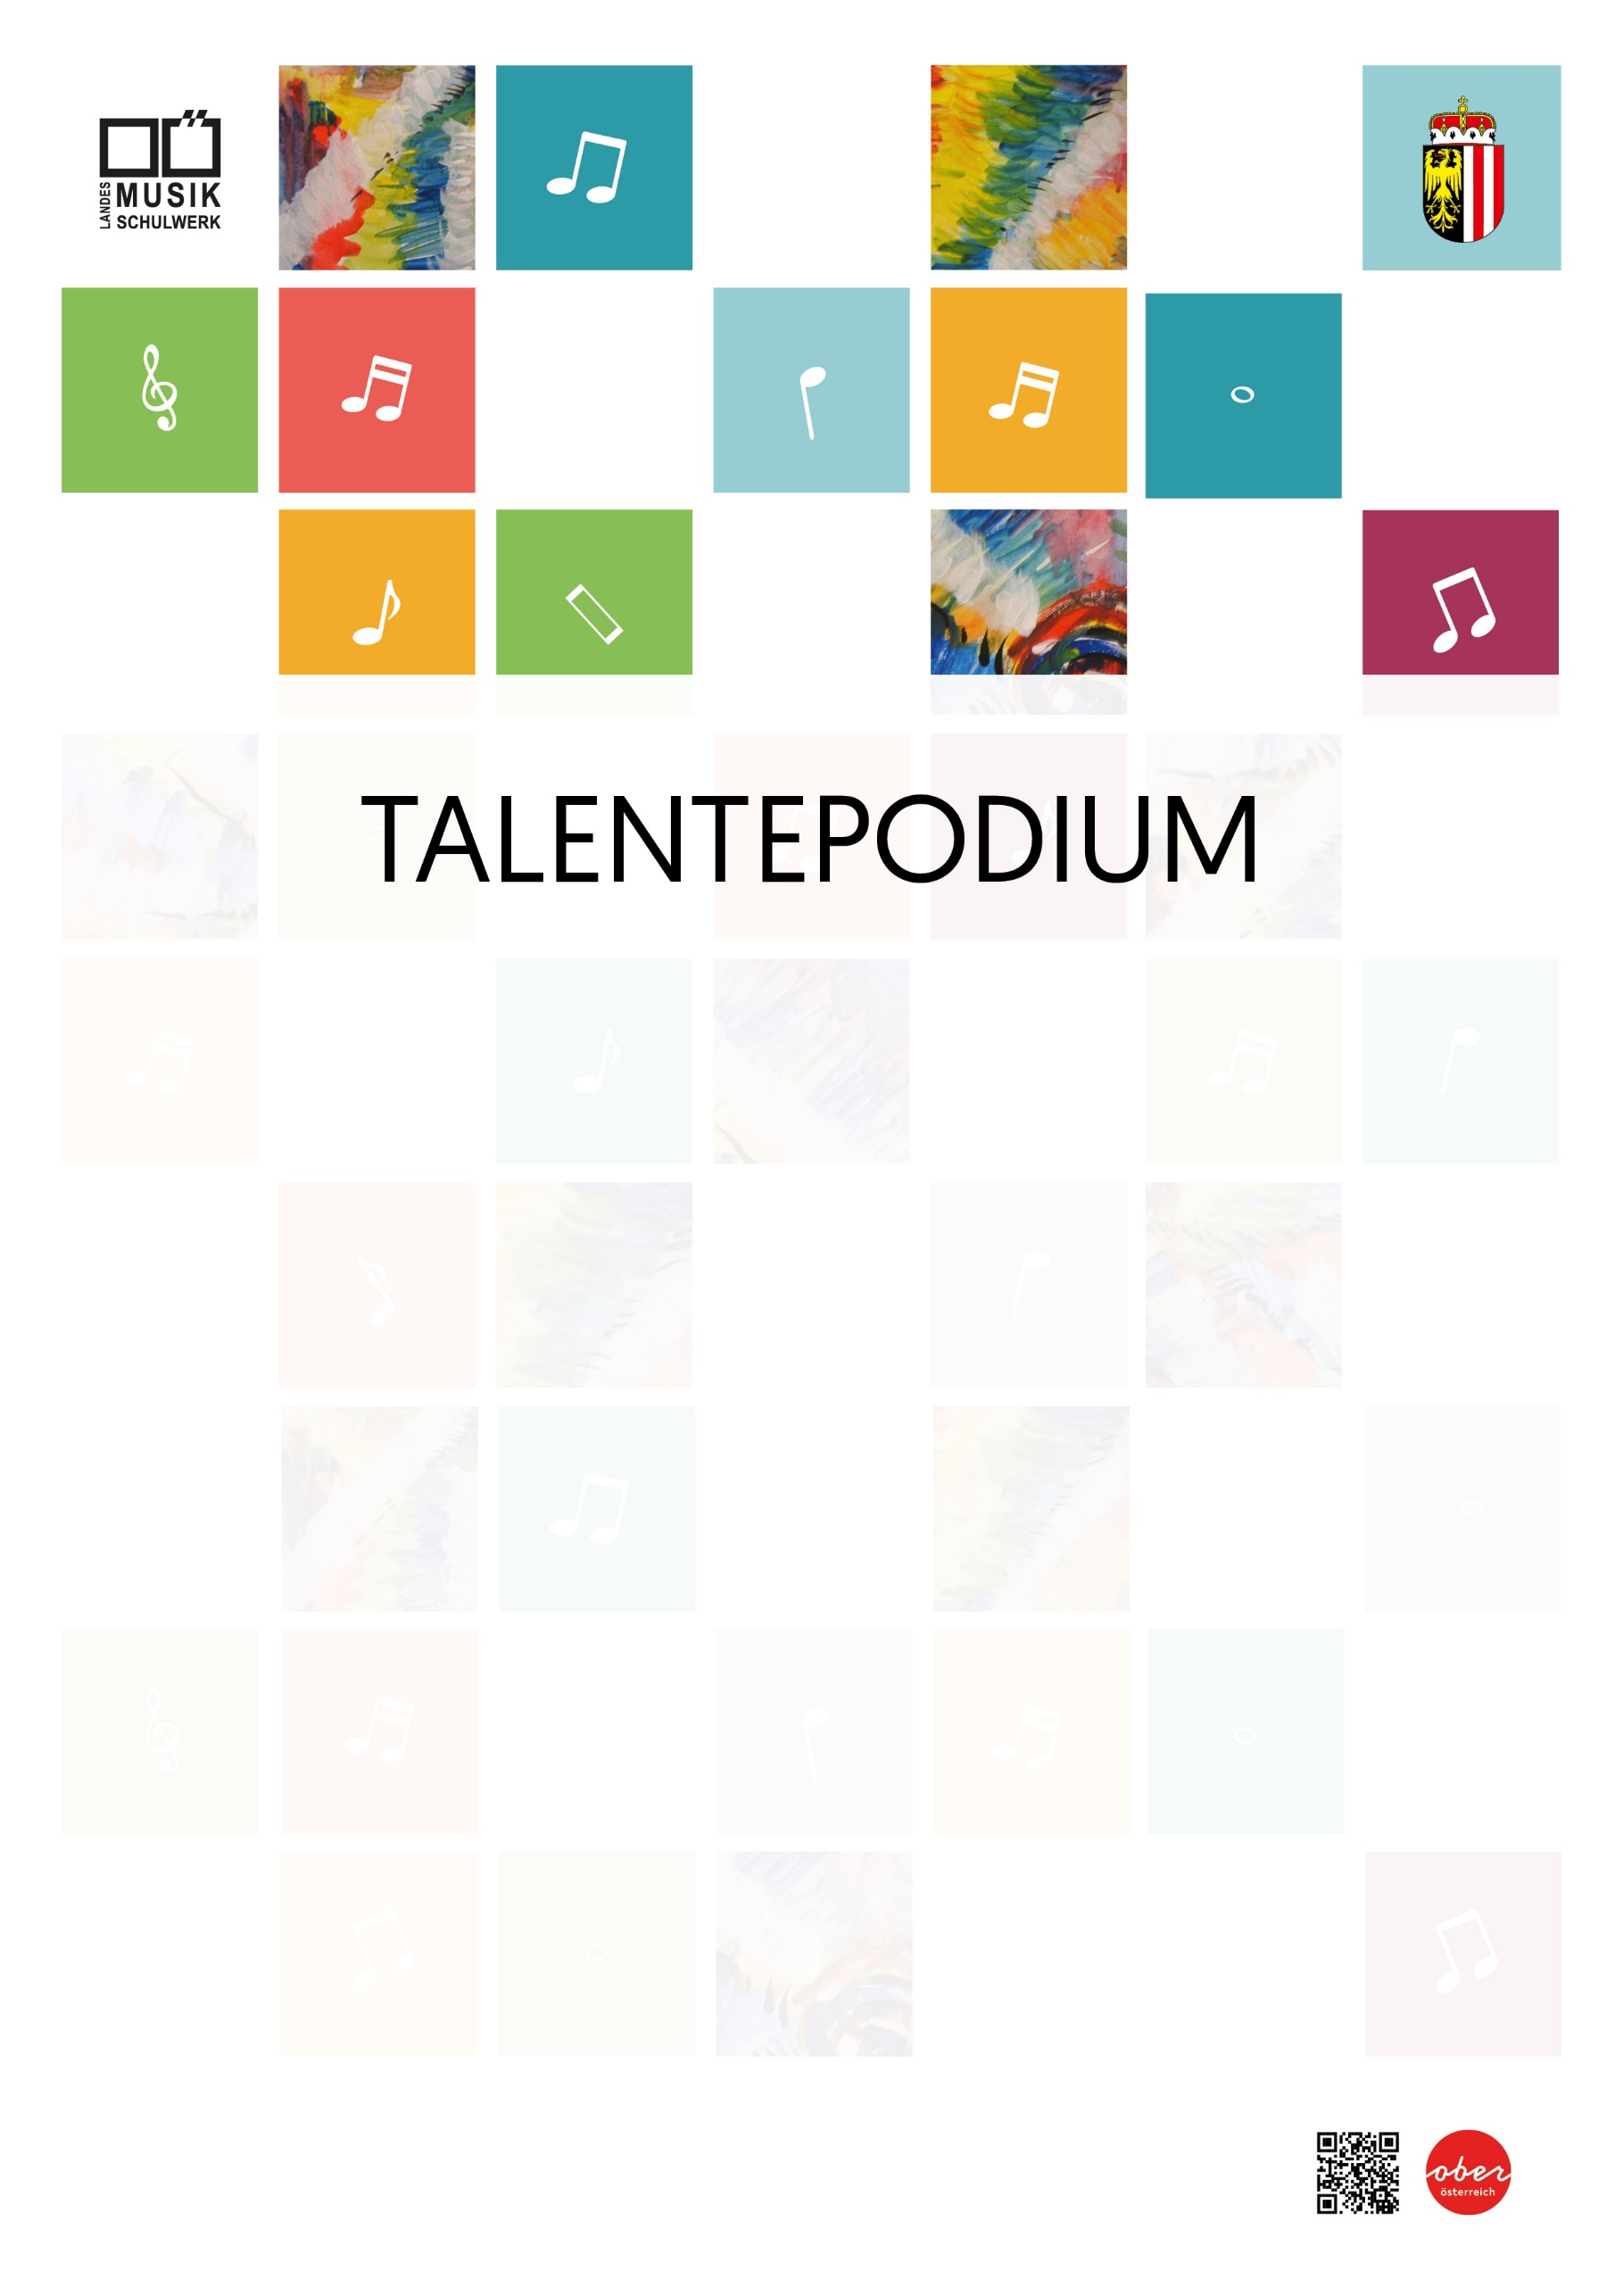 OÖ
LANDES
MUSIK
SCHULWERK
TALENTEPODIUM
ober
österreich